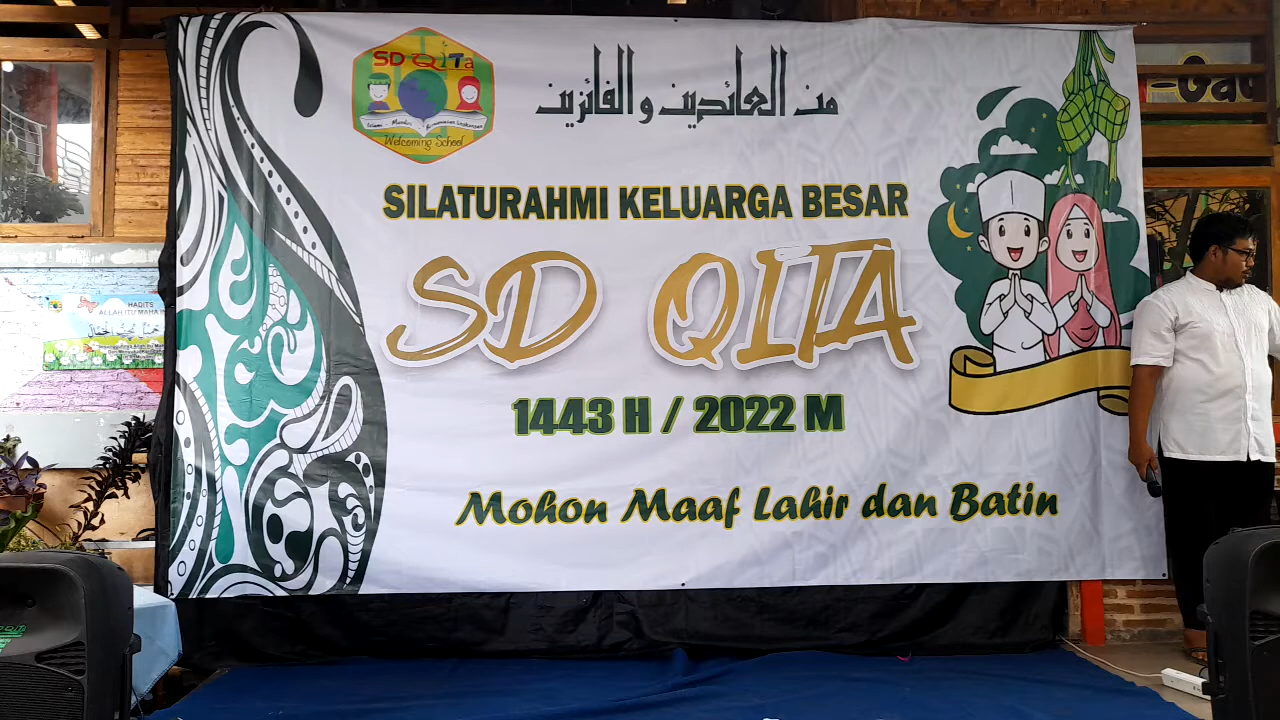 SD QiTa
Welcoming School
من العائدين و الفائزين
SILATURAHMI KELUARGA BESAR
SD QITA
1443 H / 2022 M
Mohon Maaf Lahir dan Batin
HADITS
ALLAH ITU MAHA